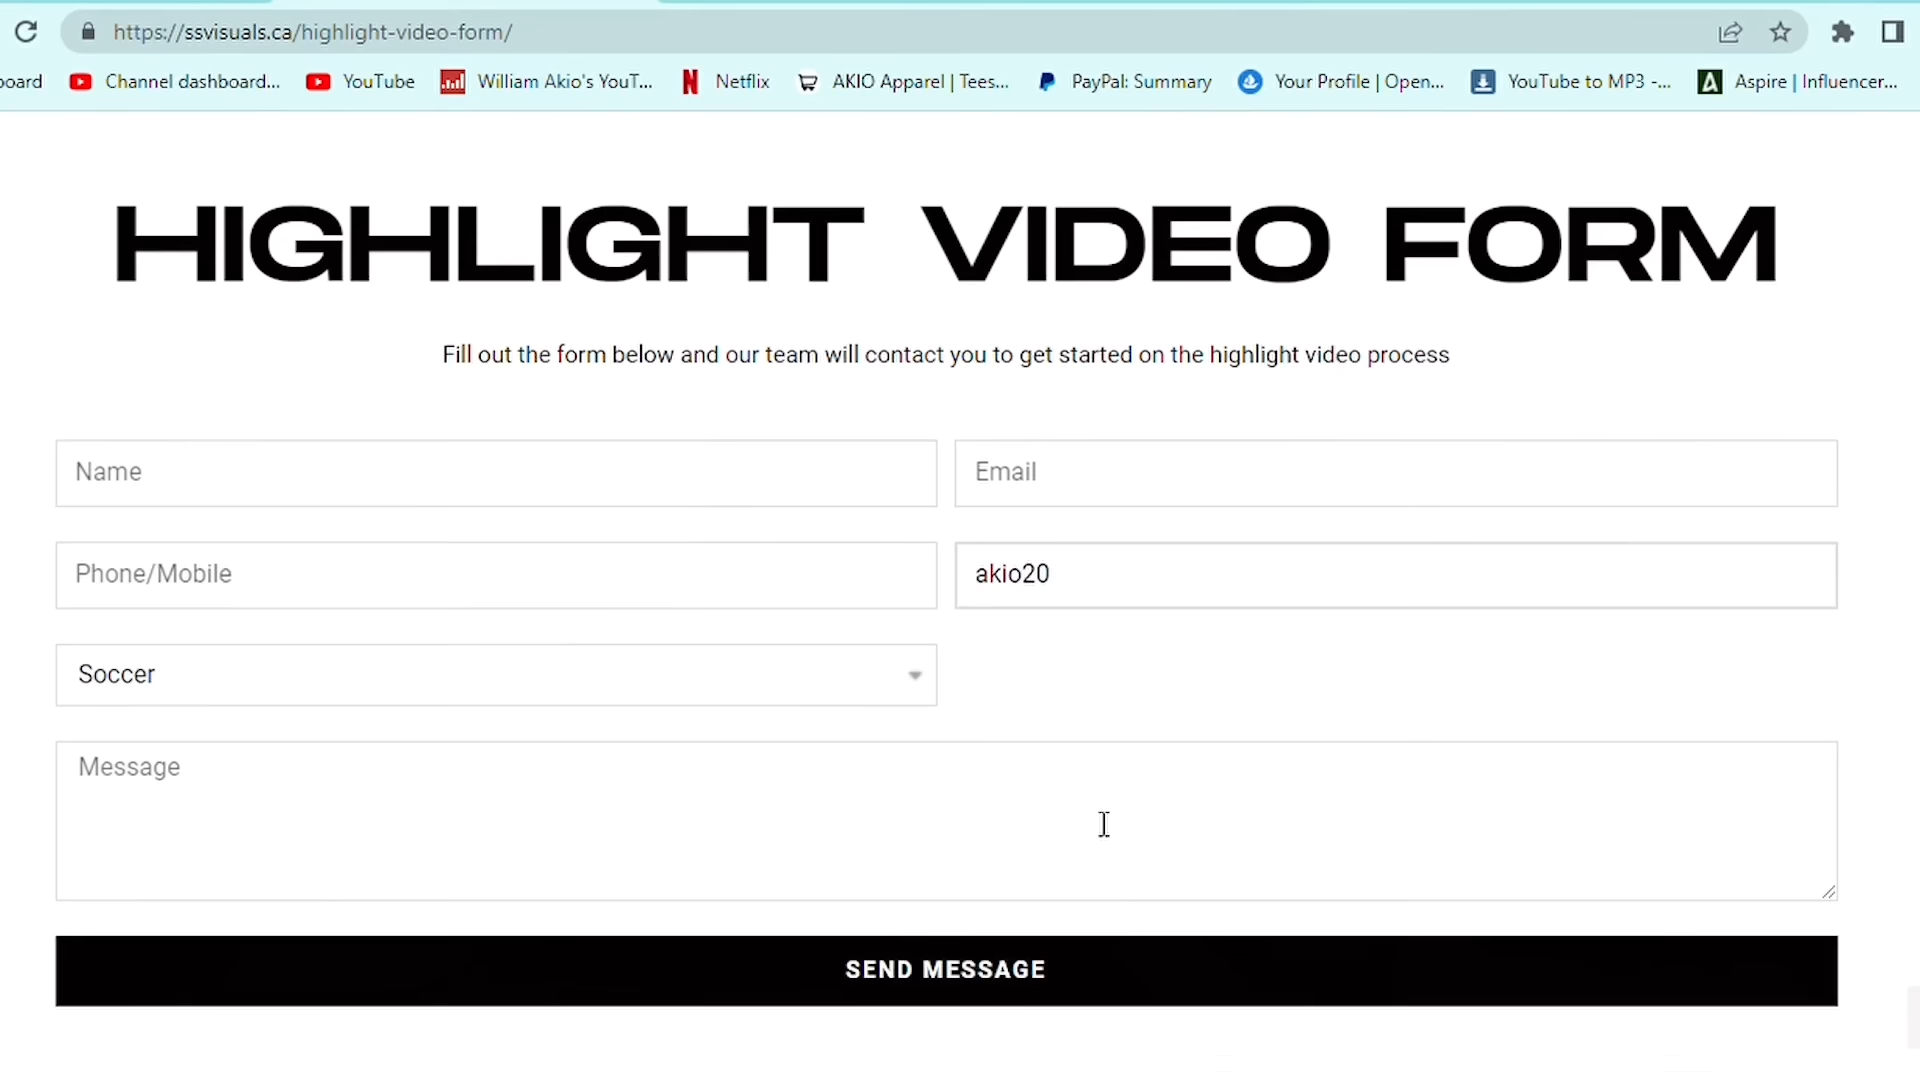 https://ssvisuals.ca/highlight-video-form/
board Channel dashboard... YouTube William Akio's YouT... Netflix AKIO Apparel | Tees... PayPal: Summary Your Profile | Open... YouTube to MP3 -... Aspire | Influencer...
HIGHLIGHT VIDEO FORM
Fill out the form below and our team will contact you to get started on the highlight video process
Name Email
Phone/Mobile akio20
Soccer
Message
SEND MESSAGE